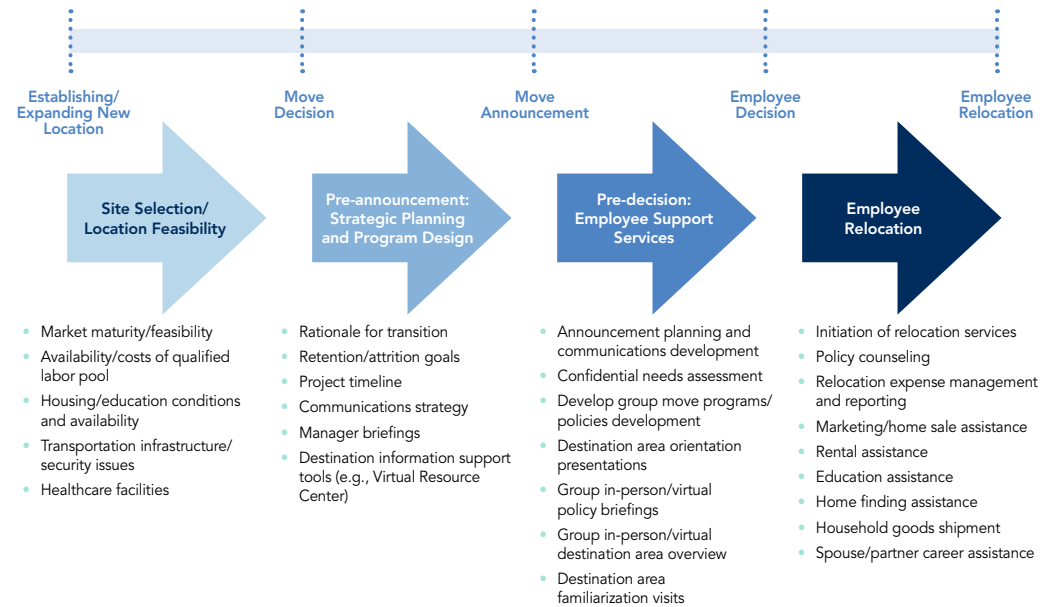 Establishing/
Expanding New
Location
Move
Decision
Move
Announcement
Employee
Decision
Employee
Relocation
Site Selection/
Location Feasibility
Pre-announcement:
Strategic Planning
and Program Design
Pre-decision:
Employee Support
Services
Employee
Relocation
• Market maturity/feasibility
• Availability/costs of qualified
labor pool
• Housing/education conditions
and availability
• Transportation infrastructure/
security issues
• Healthcare facilities
• Rationale for transition
• Retention/attrition goals
• Project timeline
• Communications strategy
• Manager briefings
• Destination information support
tools (e.g., Virtual Resource
Center)
• Announcement planning and
communications development
• Confidential needs assessment
• Develop group move programs/
policies development
• Destination area orientation
presentations
• Group in-person/virtual
policy briefings
• Group in-person/virtual
destination area overview
• Destination area
familiarization visits
• Initiation of relocation services
• Policy counseling
• Relocation expense management
and reporting
• Marketing/home sale assistance
• Rental assistance
• Education assistance
• Home finding assistance
• Household goods shipment
• Spouse/partner career assistance